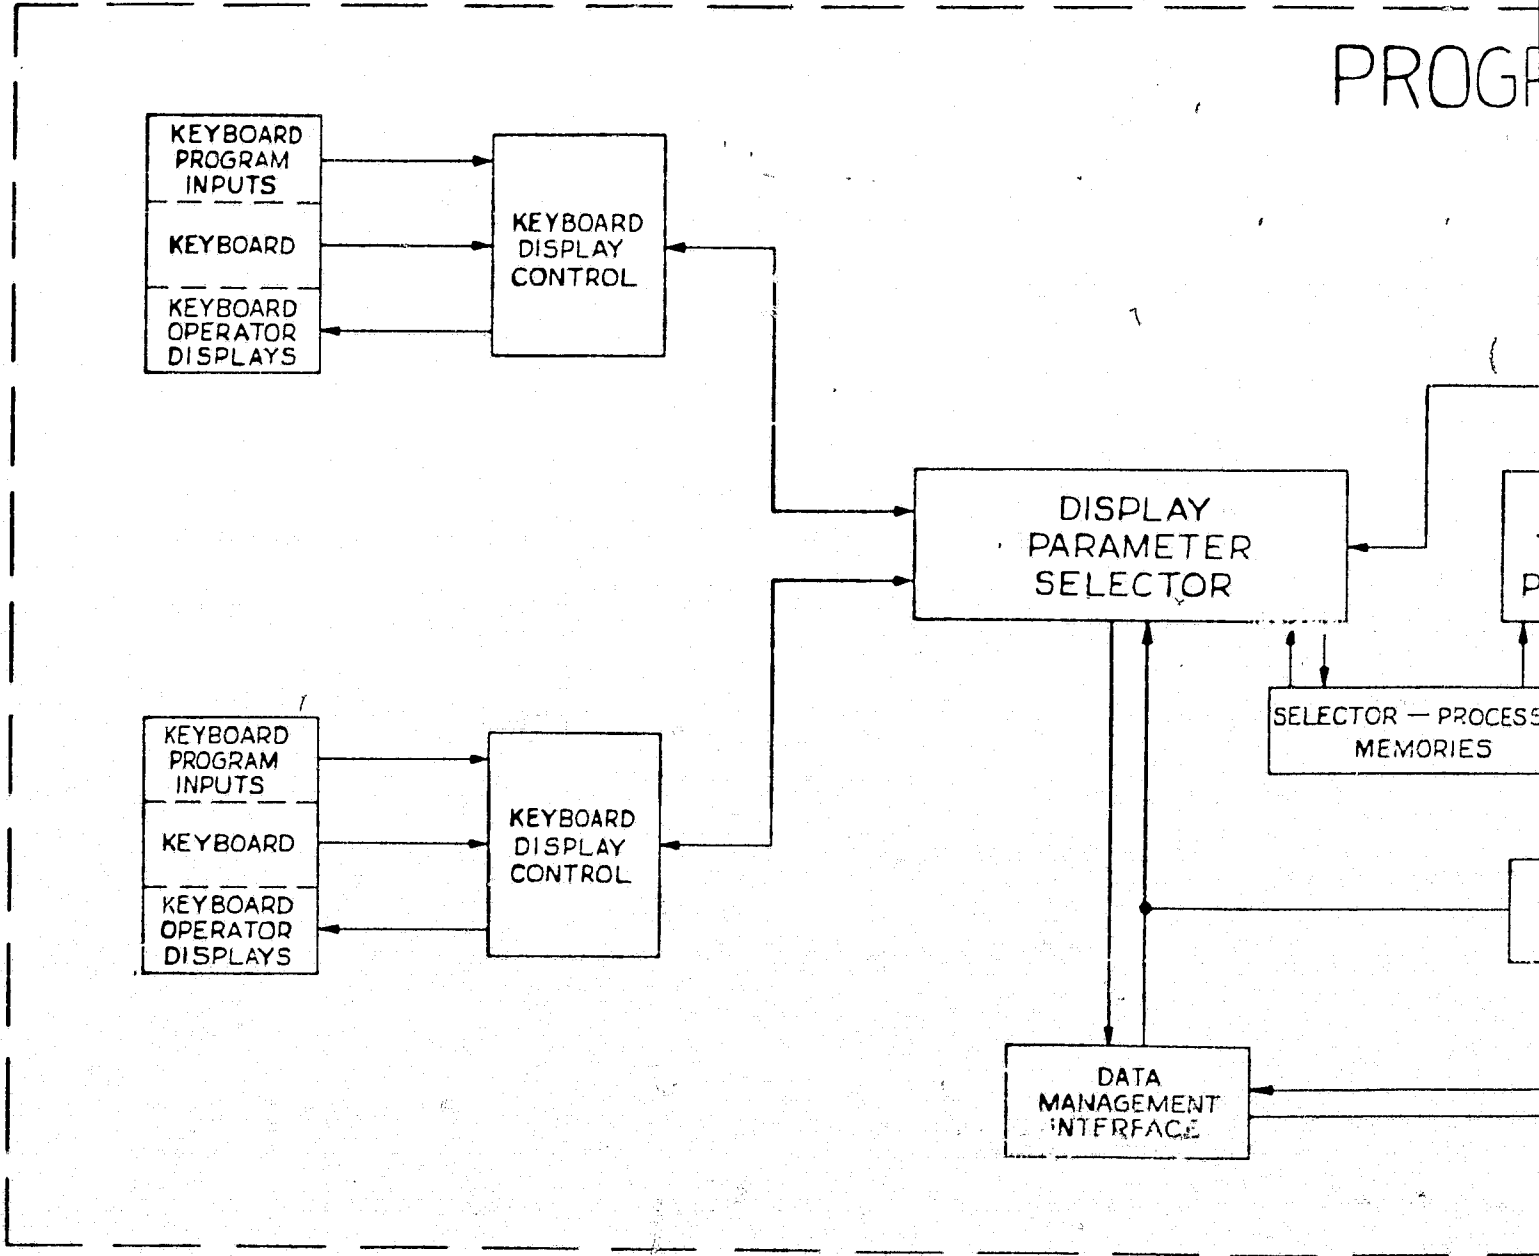 KEYBOARD
PROGRAM
INPUTS
KEYBOARD
KEYBOARD
OPERATOR
DISPLAYS
KEYBOARD
DISPLAY
CONTROL
DISPLAY
PARAMETER
SELECTOR
SELECTOR — PROCESS
MEMORIES
KEYBOARD
PROGRAM
INPUTS
KEYBOARD
KEYBOARD
OPERATOR
DISPLAYS
KEYBOARD
DISPLAY
CONTROL
DATA
MANAGEMENT
INTERFACE